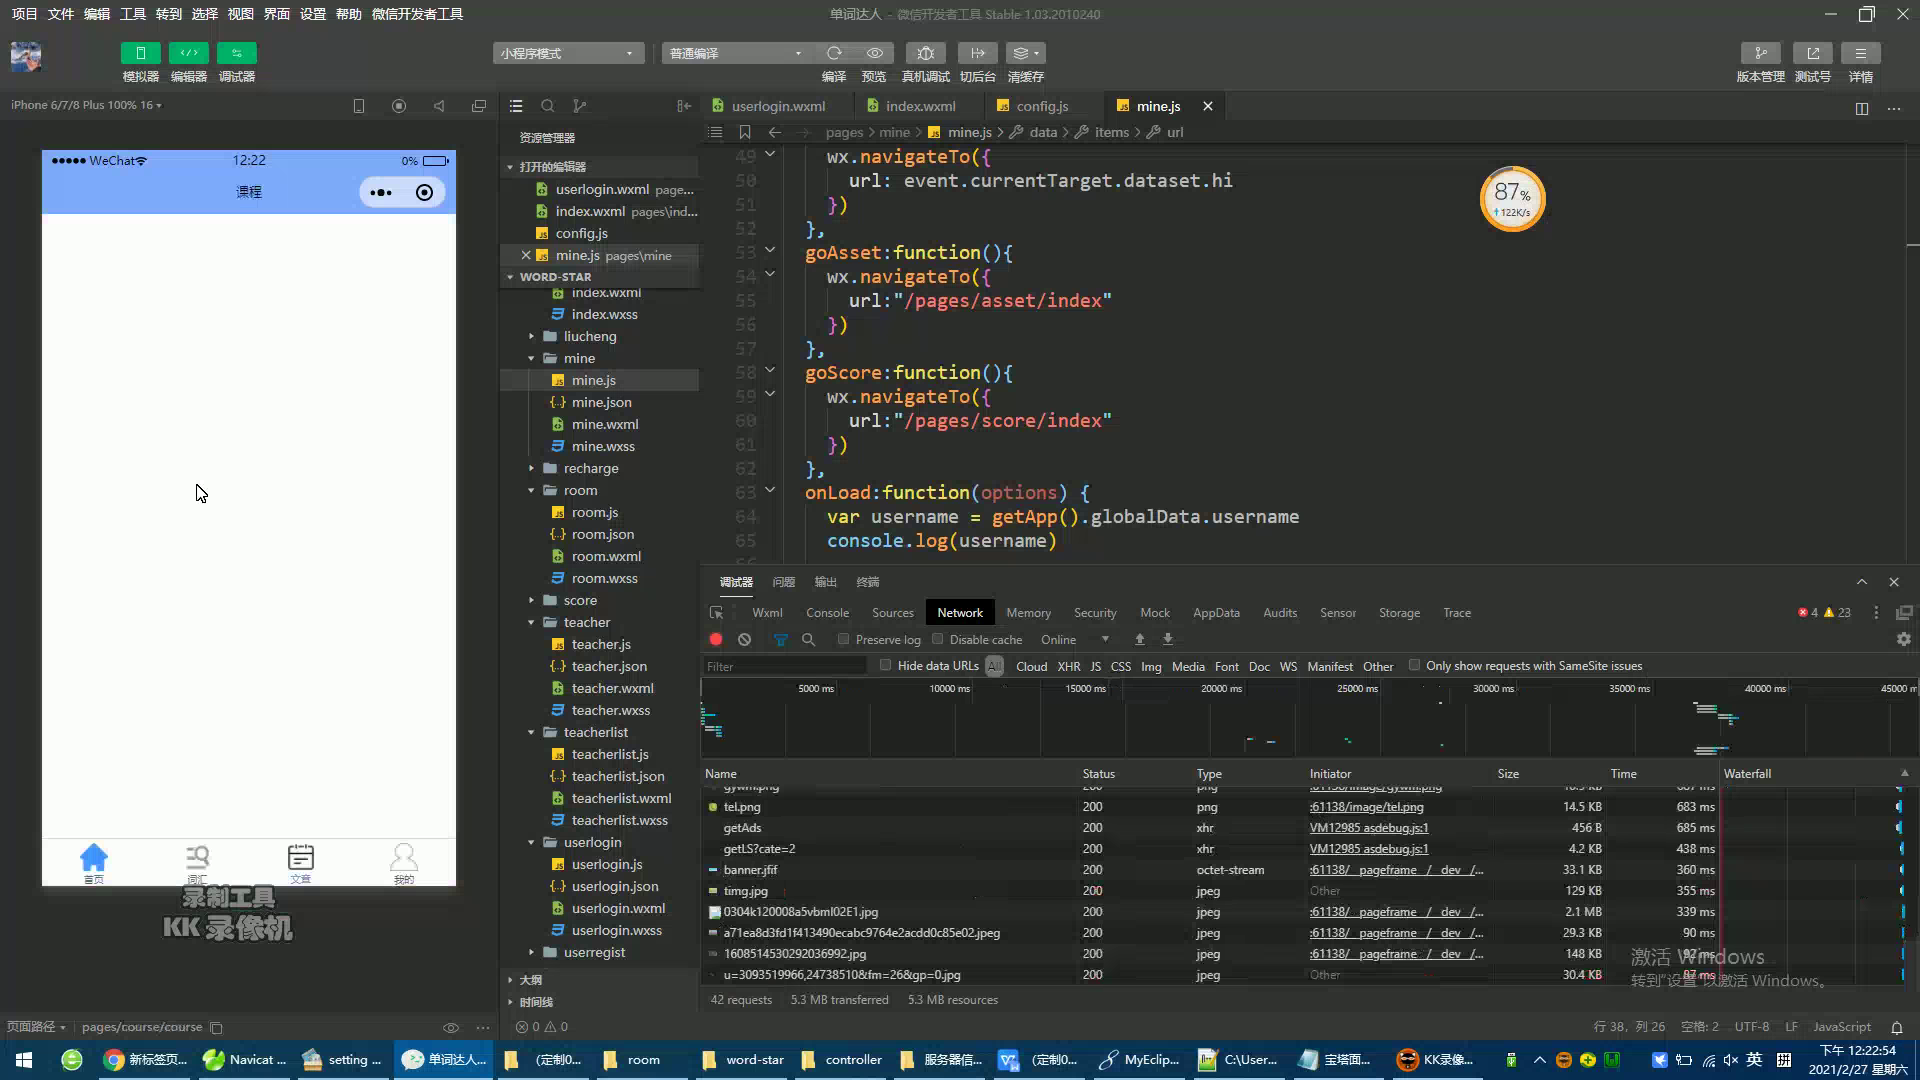 项目 文件 编辑 工具 转到 选择 视图 界面 设置 帮助 微信开发者工具
单词达人 - 微信开发者工具 Stable 1.03.2010240
小程序模式
普通编译
模拟器 编辑器 调试器
编译 预览 真机调试 切后台 清缓存
版本管理 测试号 详情
iPhone 6/7/8 Plus 100% 16
userlogin.wxml
index.wxml
config.js
mine.js
资源管理器
pages > mine > mine.js > data > items > url
打开的编辑器
userlogin.wxml page...
index.wxml pages\ind...
config.js
mine.js pages\mine
WORD-STAR
index.wxml
index.wxss
liucheng
mine
mine.js
mine.json
mine.wxml
mine.wxss
recharge
room
room.js
room.json
room.wxml
room.wxss
score
teacher
teacher.js
teacher.json
teacher.wxml
teacher.wxss
teacherlist
teacherlist.js
teacherlist.json
teacherlist.wxml
teacherlist.wxss
userlogin
userlogin.js
userlogin.json
userlogin.wxml
userlogin.wxss
userregist
大纲
时间线
WeChat
12:22
0%
课程
首页
词汇
文章
我的
录制工具
KK 录像机
49 wx.navigateTo({
50 url: event.currentTarget.dataset.hi
51 })
52 },
53 goAsset:function(){
54 wx.navigateTo({
55 url:"/pages/asset/index"
56 })
57 },
58 goScore:function(){
59 wx.navigateTo({
60 url:"/pages/score/index"
61 })
62 },
63 onLoad:function(options) {
64 var username = getApp().globalData.username
65 console.log(username)
87%
122K/s
调试器 问题 输出 终端
Wxml Console Sources Network Memory Security Mock AppData Audits Sensor Storage Trace
4 23
Preserve log Disable cache Online
Filter Hide data URLs All Cloud XHR JS CSS Img Media Font Doc WS Manifest Other Only show requests with SameSite issues
5000 ms 10000 ms 15000 ms 20000 ms 25000 ms 30000 ms 35000 ms 40000 ms 45000 m
Name Status Type Initiator Size Time Waterfall
tel.png 200 png :61138/image/tel.png 14.5 KB 683 ms
getAds 200 xhr VM12985 asdebug.js:1 456 B 685 ms
getLS?cate=2 200 xhr VM12985 asdebug.js:1 4.2 KB 438 ms
banner.jfif 200 octet-stream :61138/__pageframe__/__dev__/... 33.1 KB 360 ms
timg.jpg 200 jpeg Other 129 KB 355 ms
0304k120008a5vbml02E1.jpg 200 jpeg :61138/__pageframe__/__dev__/... 2.1 MB 339 ms
a71ea8d3fd1f413490ecabc9764e2acdd0c85e02.jpeg 200 jpeg :61138/__pageframe__/__dev__/... 29.3 KB 90 ms
1608514530292036992.jpg 200 jpeg :61138/__pageframe__/__dev__/... 148 KB 92 ms
u=3093519966,2473851​0&fm=26&gp=0.jpg 200 jpeg Other 30.4 KB 87 ms
激活 Windows
转到"设置"以激活 Windows。
42 requests 5.3 MB transferred 5.3 MB resources
页面路径 pages/course/course
0 0
行 38，列 26 空格: 2 UTF-8 LF JavaScript
新标签页...
Navicat ...
setting ...
单词达人...
(定制0...
room
word-star
controller
服务器信...
(定制0...
MyEclip...
C:\User...
宝塔面...
KK录像...
英
拼
下午 12:22:54
2021/2/27 星期六